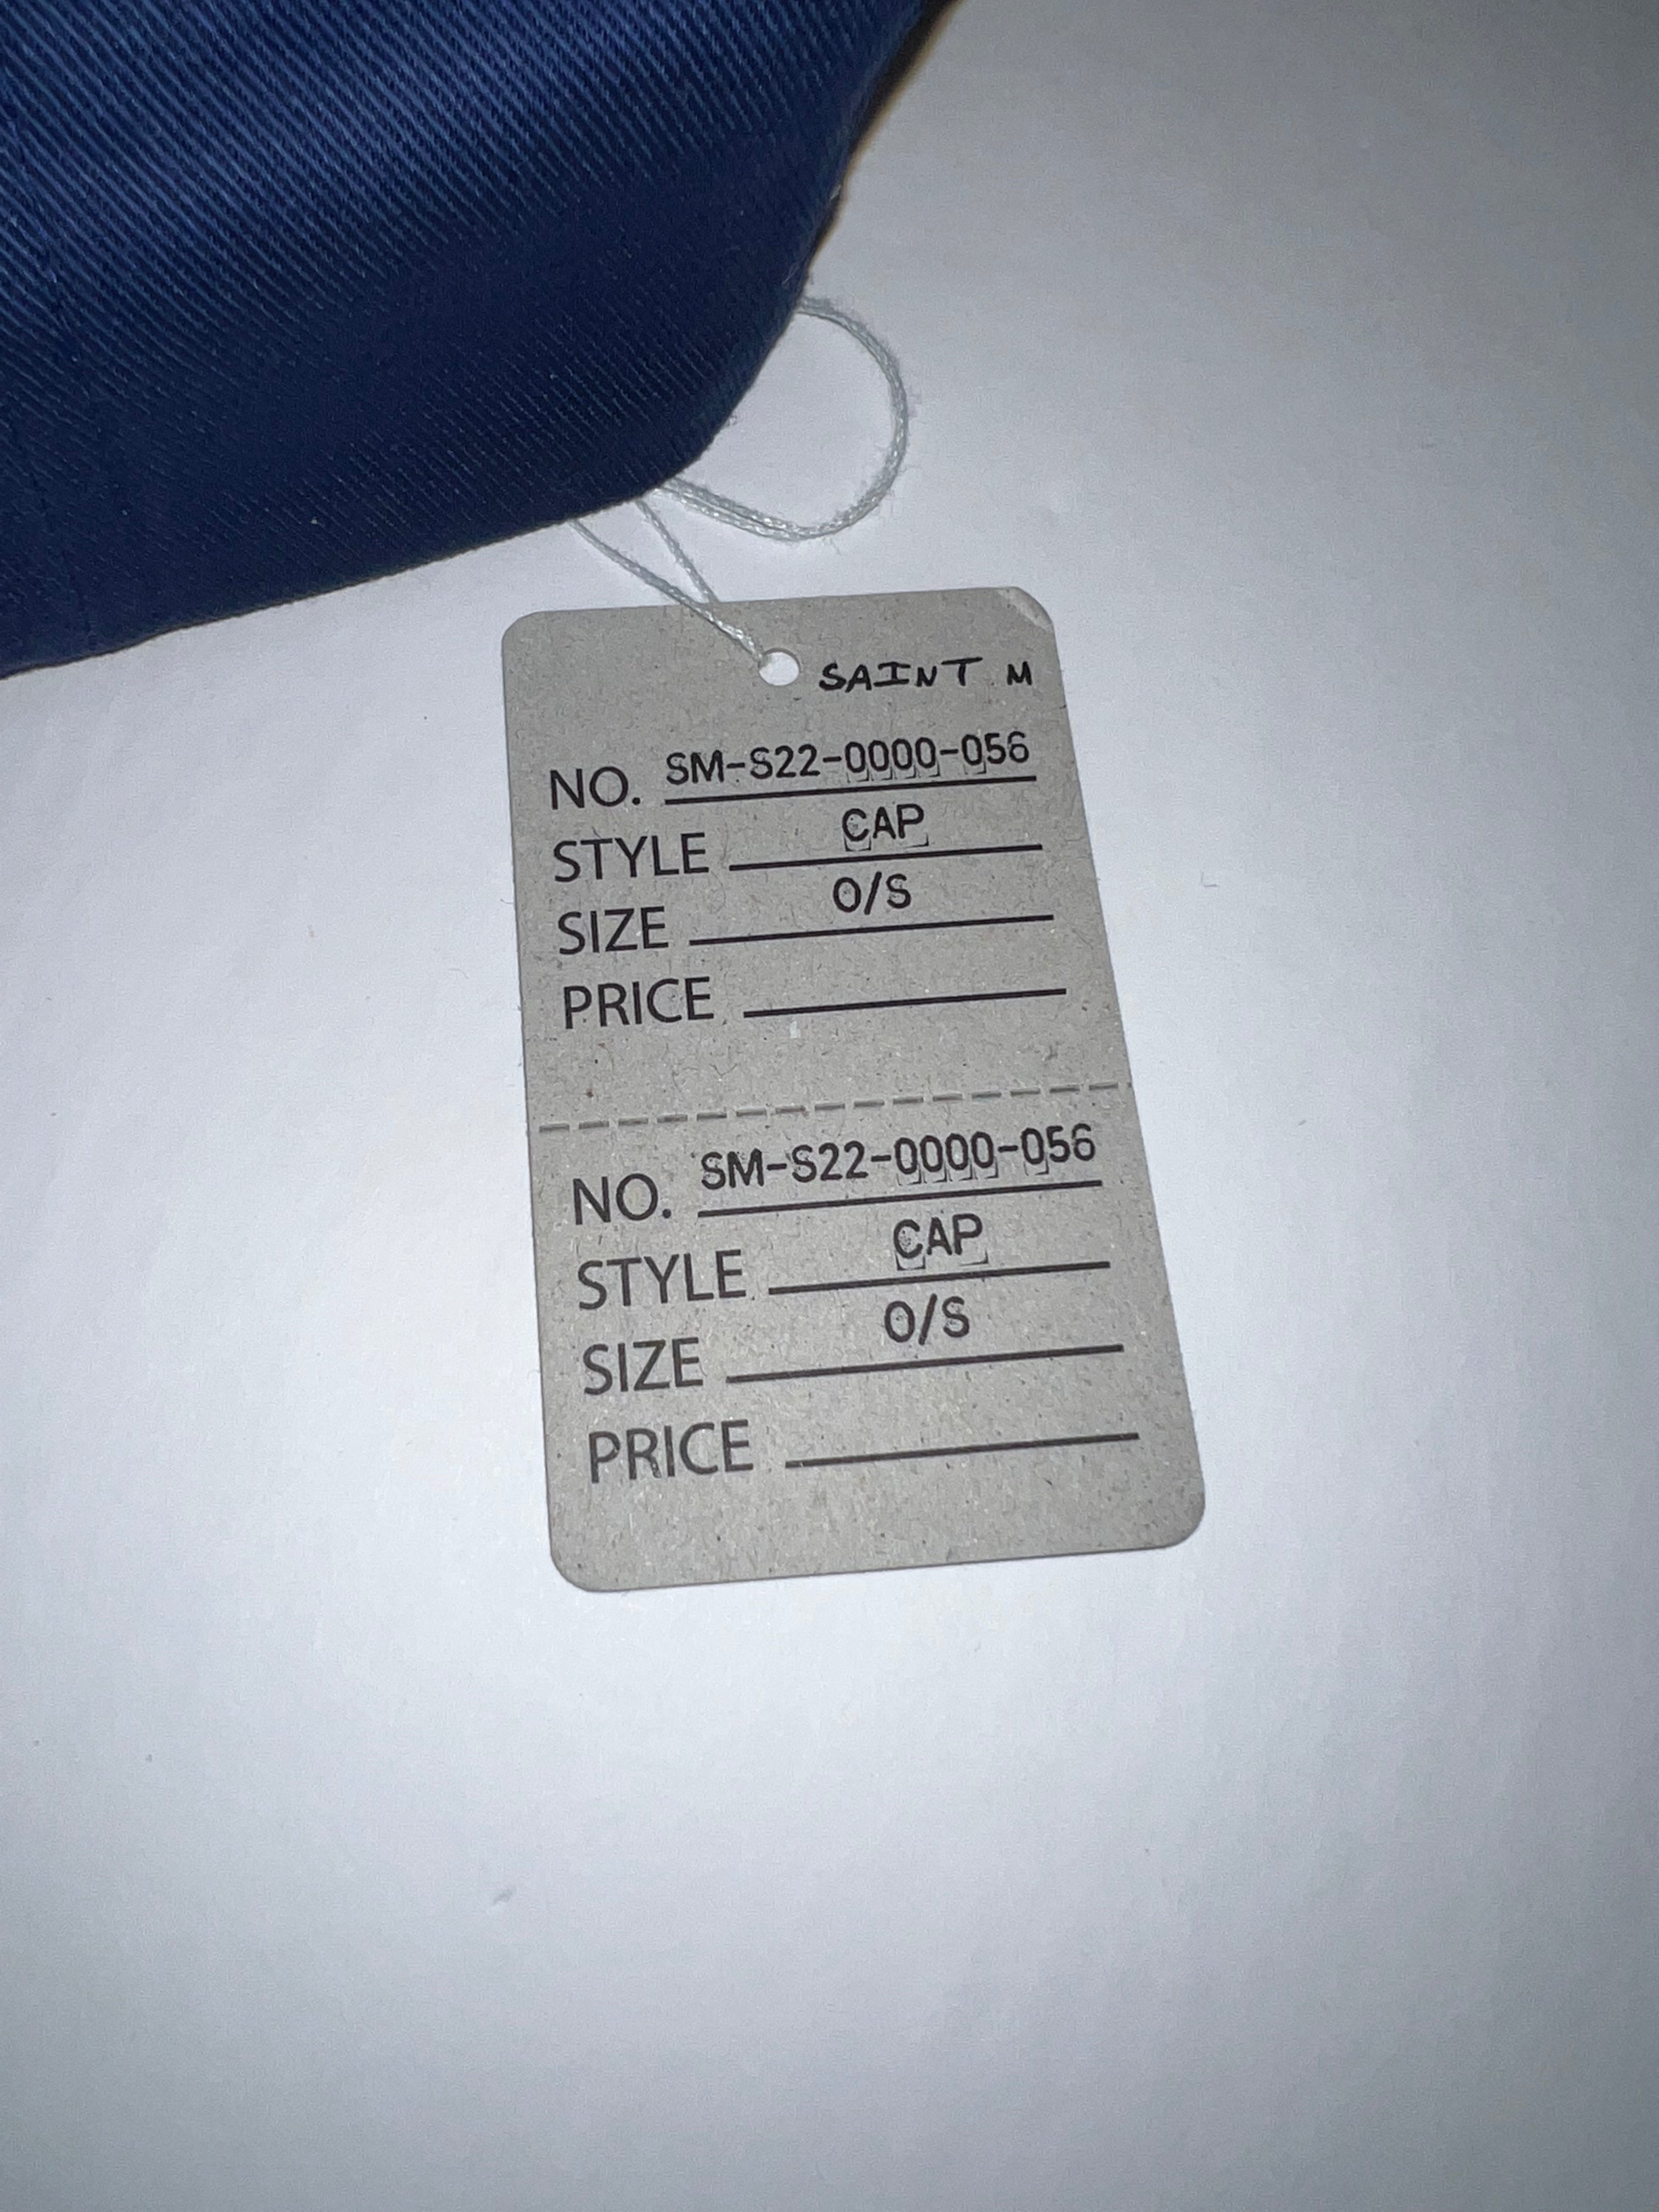 SAINT M
NO. SM-S22-0000-056
STYLE CAP
SIZE O/S
PRICE
NO. SM-S22-0000-056
STYLE CAP
SIZE O/S
PRICE